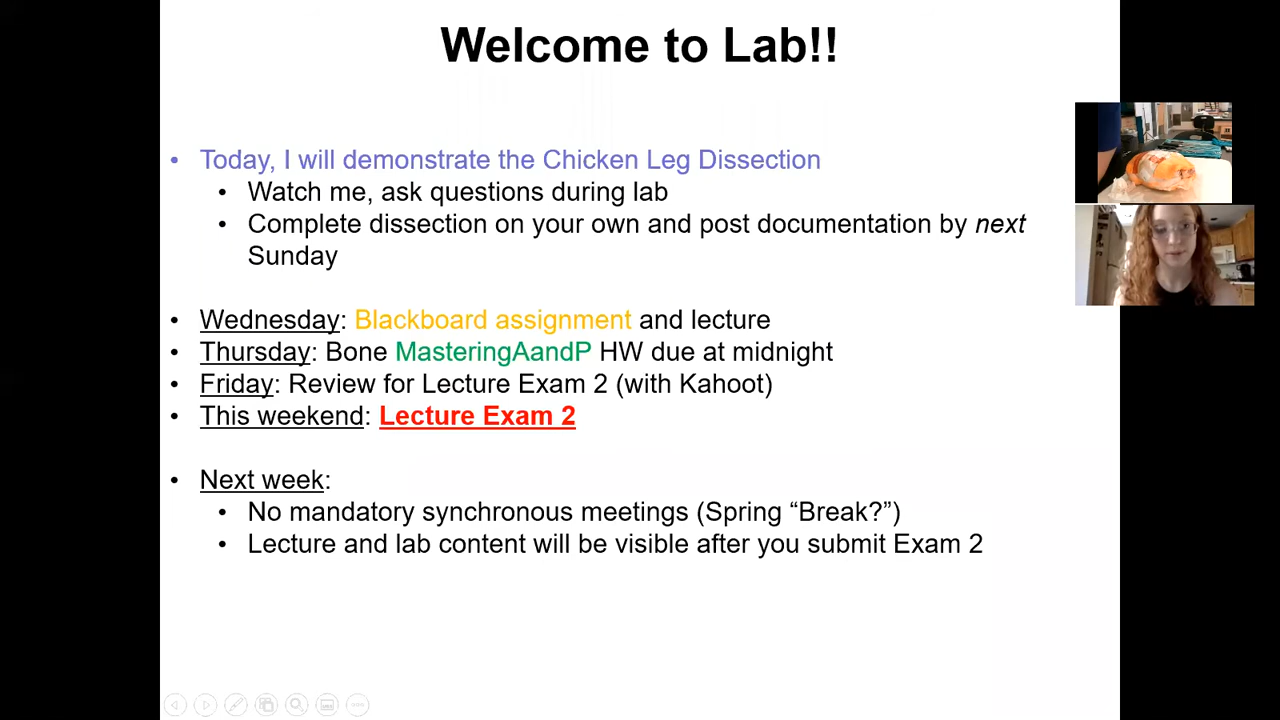 Welcome to Lab!!
• Today, I will demonstrate the Chicken Leg Dissection
• Watch me, ask questions during lab
• Complete dissection on your own and post documentation by next
Sunday
• Wednesday: Blackboard assignment and lecture
• Thursday: Bone MasteringAandP HW due at midnight
• Friday: Review for Lecture Exam 2 (with Kahoot)
• This weekend: Lecture Exam 2
• Next week:
• No mandatory synchronous meetings (Spring “Break?”)
• Lecture and lab content will be visible after you submit Exam 2